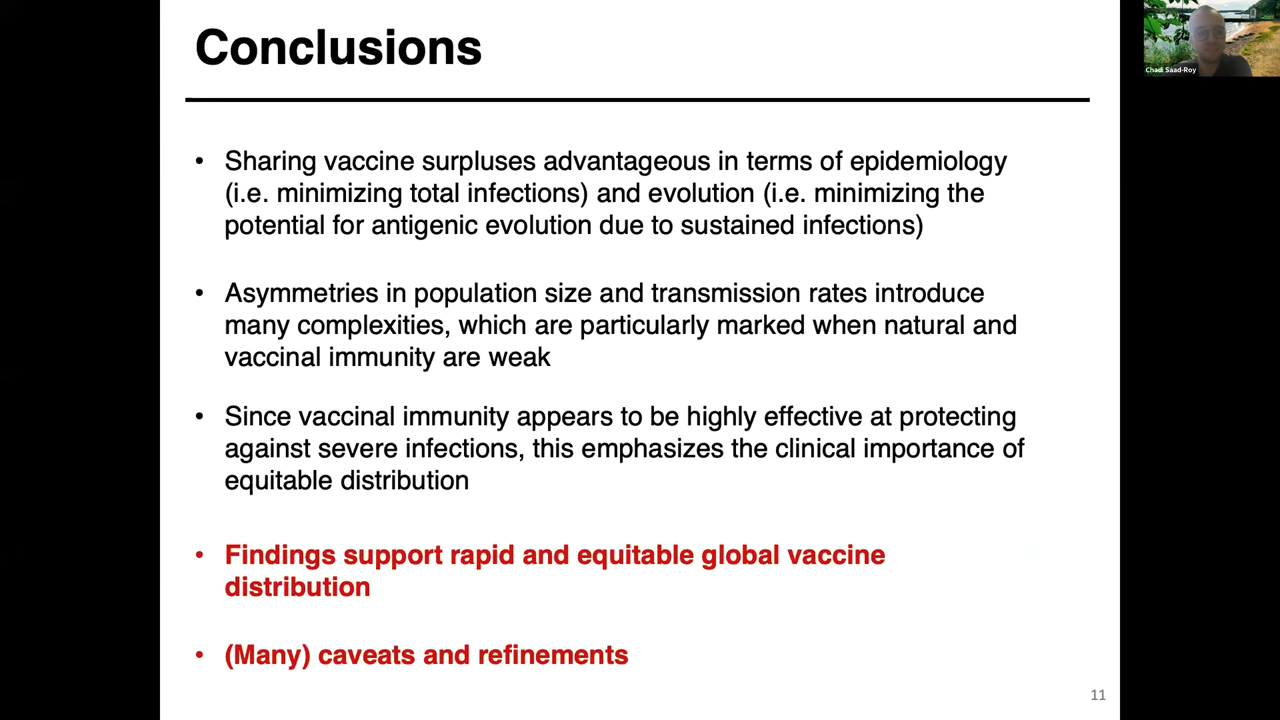 Conclusions
Chadi Saad-Roy
• Sharing vaccine surpluses advantageous in terms of epidemiology
(i.e. minimizing total infections) and evolution (i.e. minimizing the
potential for antigenic evolution due to sustained infections)
• Asymmetries in population size and transmission rates introduce
many complexities, which are particularly marked when natural and
vaccinal immunity are weak
• Since vaccinal immunity appears to be highly effective at protecting
against severe infections, this emphasizes the clinical importance of
equitable distribution
• Findings support rapid and equitable global vaccine
distribution
• (Many) caveats and refinements
11